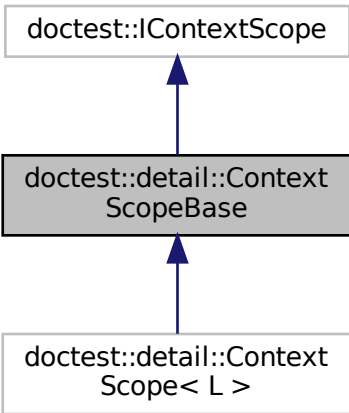 doctest::IContextScope
doctest::detail::Context
ScopeBase
doctest::detail::Context
Scope< L >